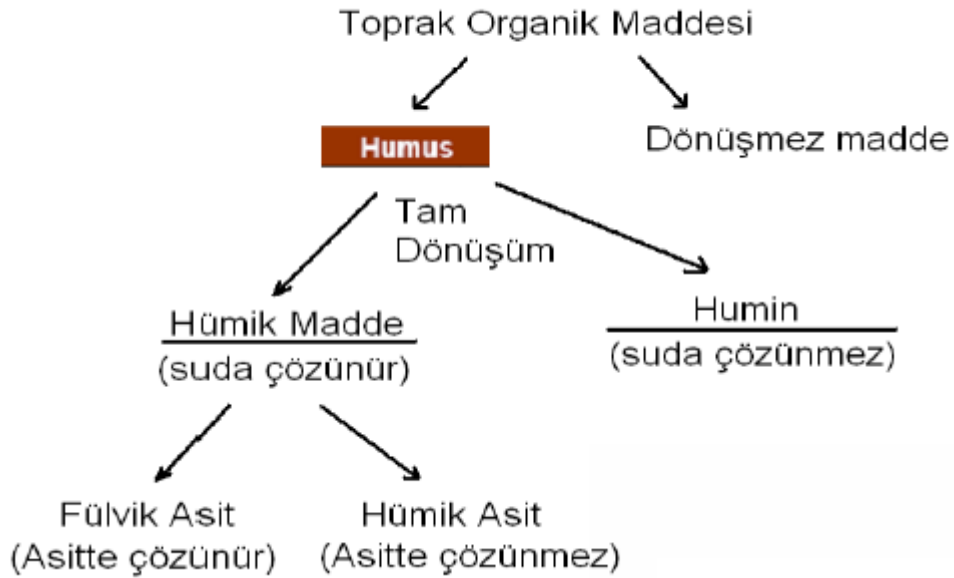 Toprak Organik Maddesi
Humus
Dönüşmez madde
Tam
Dönüşüm
Hümik Madde
(suda çözünür)
Humin
(suda çözünmez)
Fülvik Asit
(Asitte çözünür)
Hümik Asit
(Asitte çözünmez)